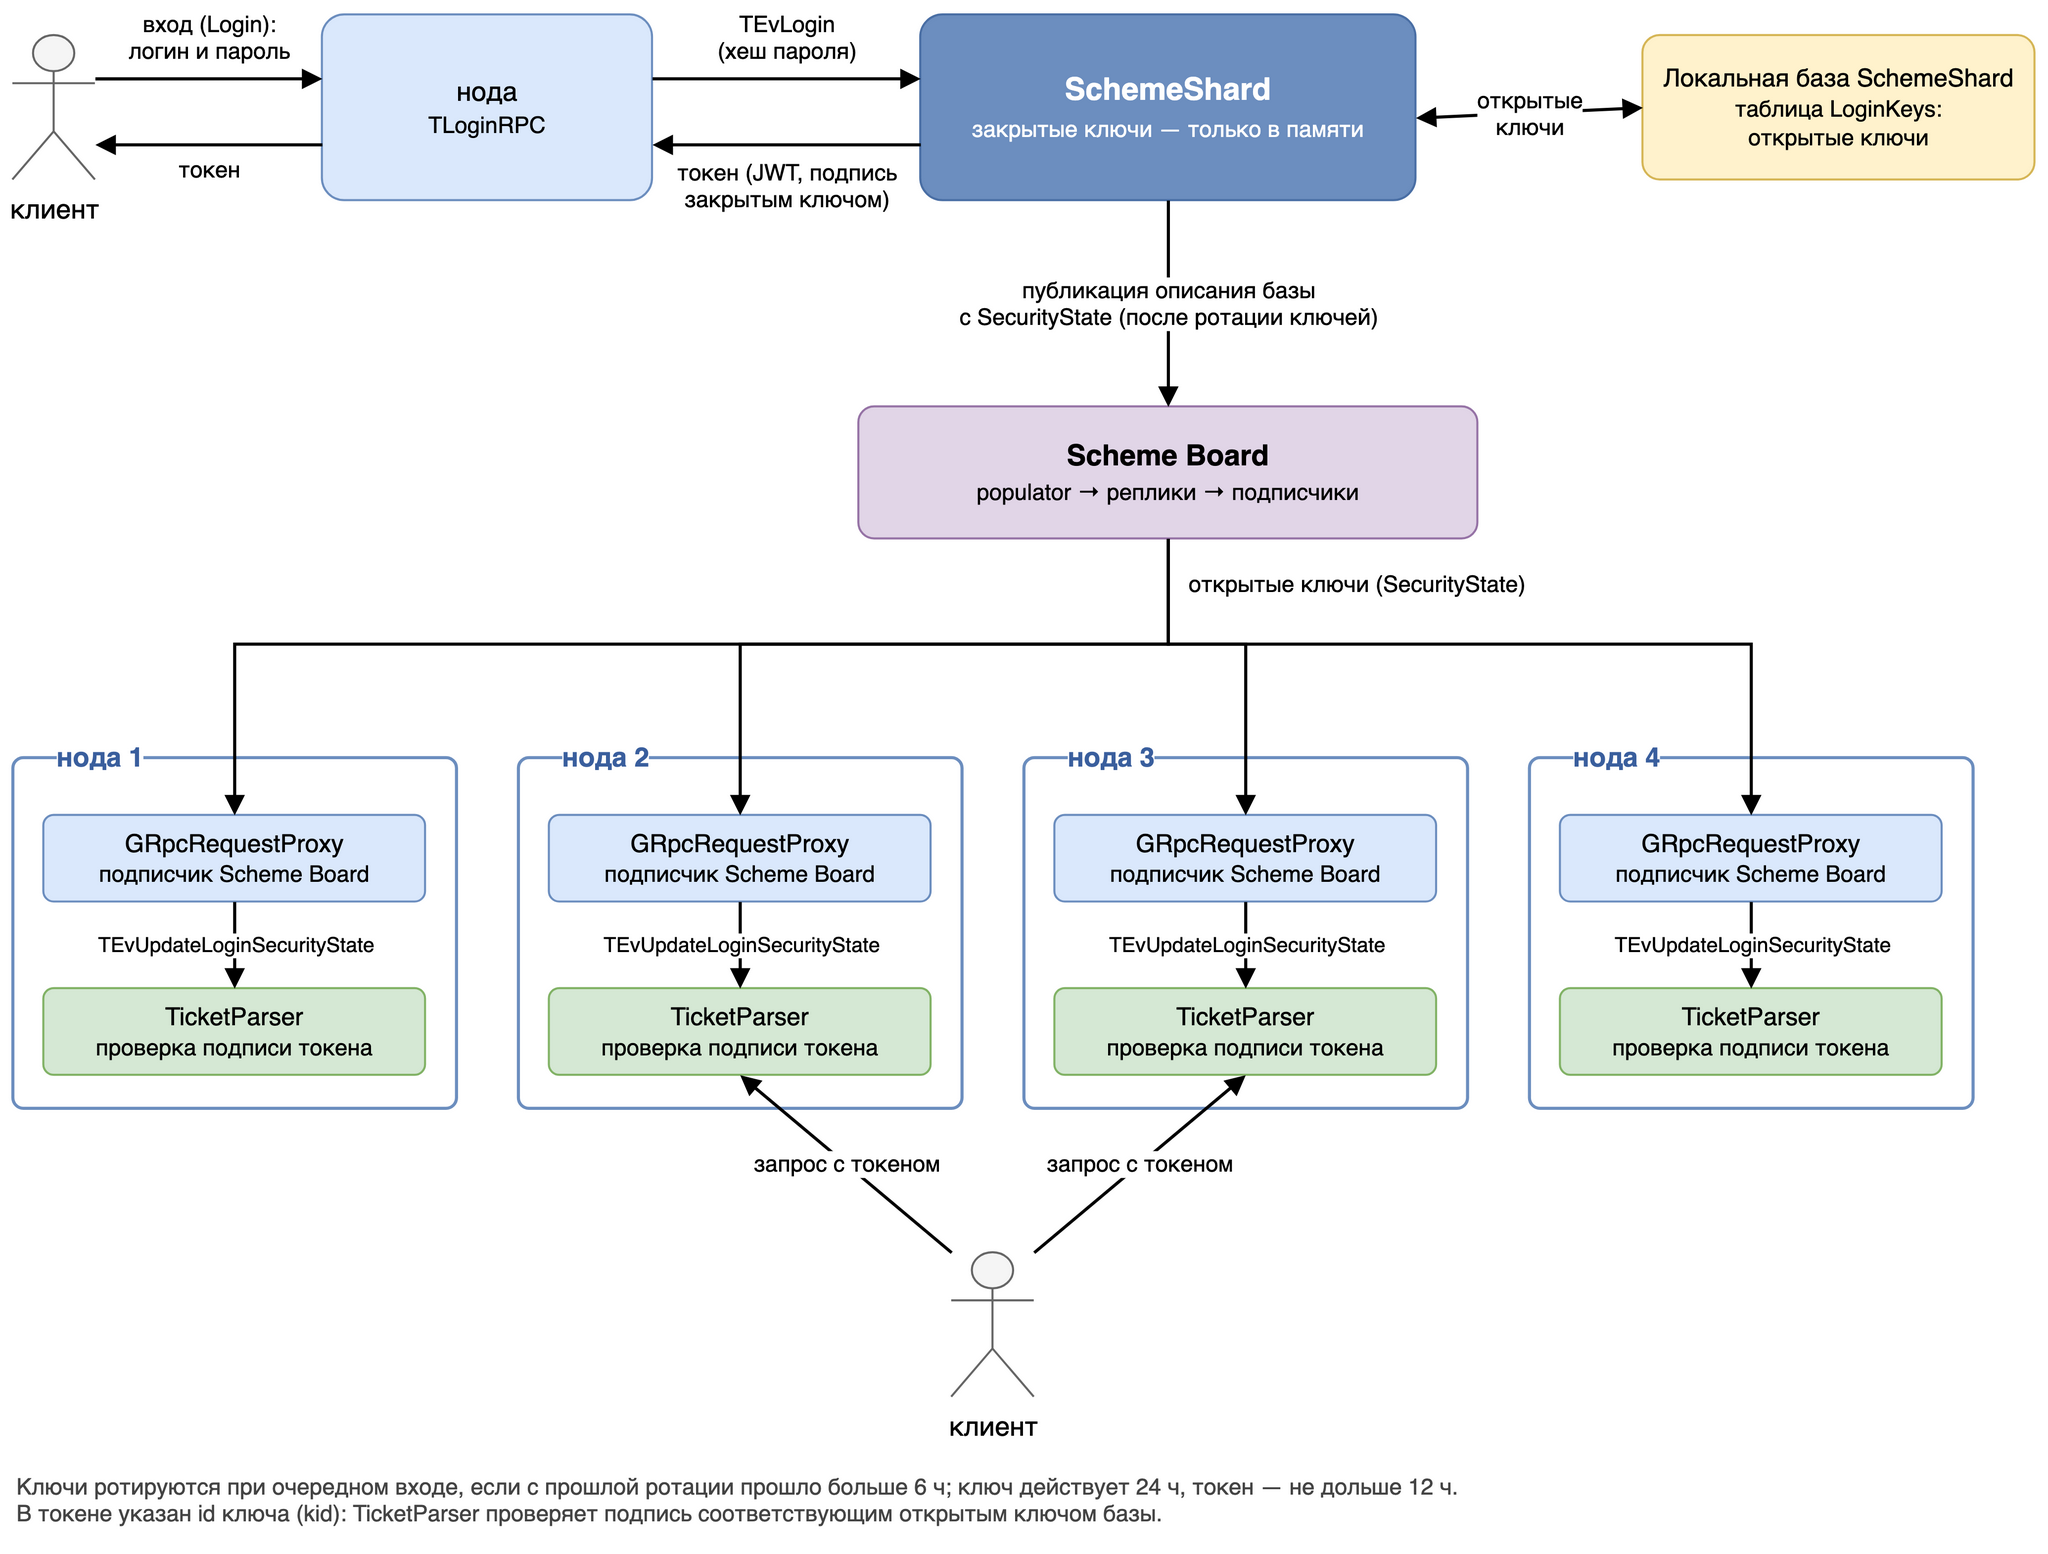 вход (Login):
логин и пароль
токен
клиент
нода
TLoginRPC
TEvLogin
(хеш пароля)
токен (JWT, подпись
закрытым ключом)
SchemeShard
закрытые ключи — только в памяти
открытые
ключи
Локальная база SchemeShard
таблица LoginKeys:
открытые ключи
публикация описания базы
с SecurityState (после ротации ключей)
Scheme Board
populator → реплики → подписчики
открытые ключи (SecurityState)
нода 1
GRpcRequestProxy
подписчик Scheme Board
TEvUpdateLoginSecurityState
TicketParser
проверка подписи токена
нода 2
GRpcRequestProxy
подписчик Scheme Board
TEvUpdateLoginSecurityState
TicketParser
проверка подписи токена
нода 3
GRpcRequestProxy
подписчик Scheme Board
TEvUpdateLoginSecurityState
TicketParser
проверка подписи токена
нода 4
GRpcRequestProxy
подписчик Scheme Board
TEvUpdateLoginSecurityState
TicketParser
проверка подписи токена
запрос с токеном
запрос с токеном
клиент
Ключи ротируются при очередном входе, если с прошлой ротации прошло больше 6 ч; ключ действует 24 ч, токен — не дольше 12 ч.
В токене указан id ключа (kid): TicketParser проверяет подпись соответствующим открытым ключом базы.